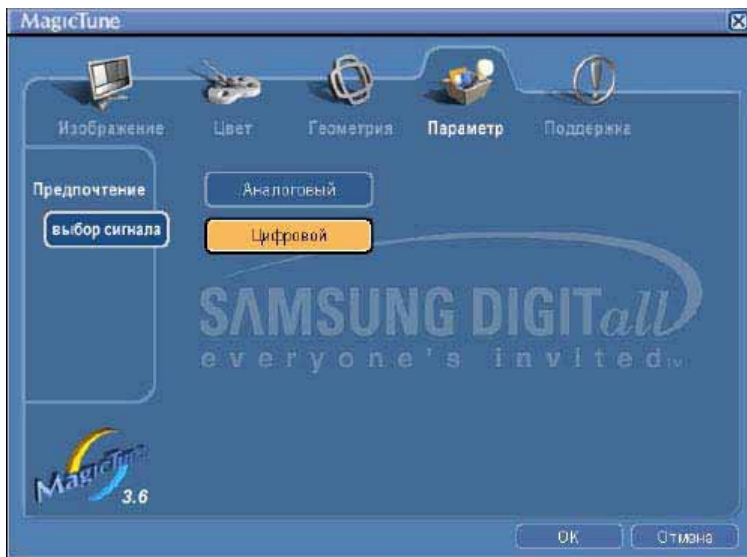 MagicTune
Изображение Цвет Геометрия Параметр Поддержка
Предпочтение
выбор сигнала
Аналоговый
Цифровой
SAMSUNG DIGITall
everyone's invited™
MagicTune
3.6
OK Отмена